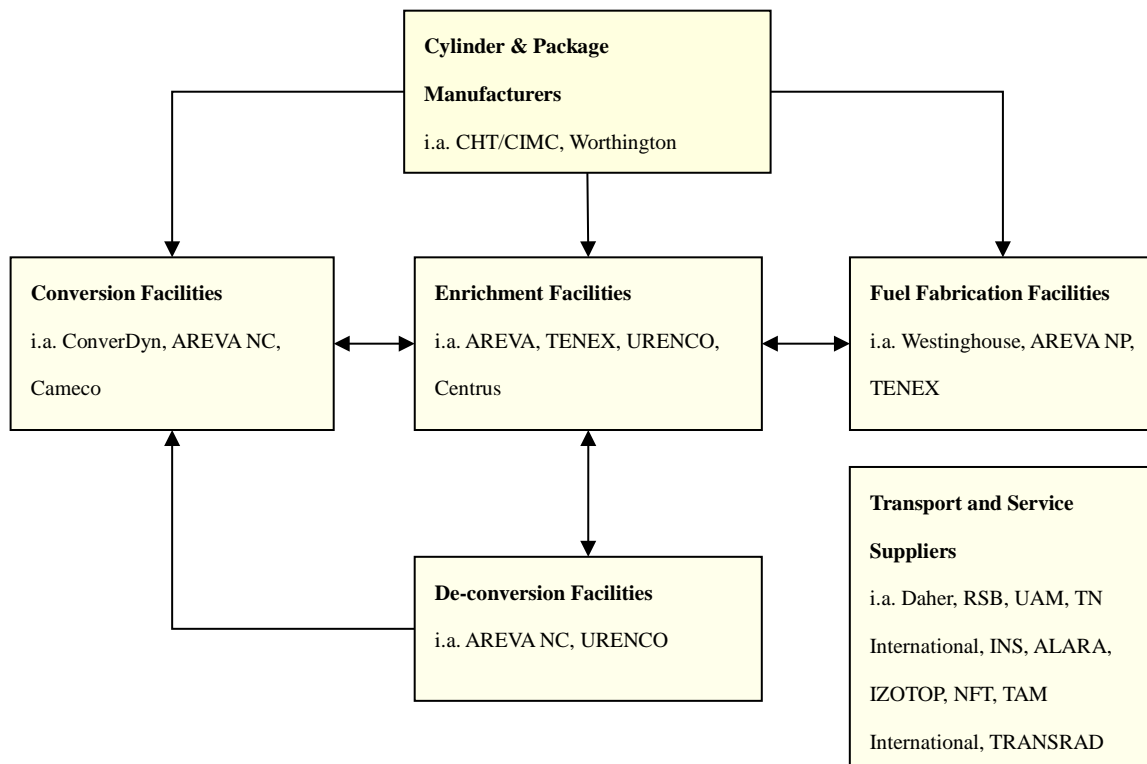 Cylinder & Package
Manufacturers
i.a. CHT/CIMC, Worthington
Conversion Facilities
i.a. ConverDyn, AREVA NC,
Cameco
Enrichment Facilities
i.a. AREVA, TENEX, URENCO,
Centrus
Fuel Fabrication Facilities
i.a. Westinghouse, AREVA NP,
TENEX
De-conversion Facilities
i.a. AREVA NC, URENCO
Transport and Service
Suppliers
i.a. Daher, RSB, UAM, TN
International, INS, ALARA,
IZOTOP, NFT, TAM
International, TRANSRAD